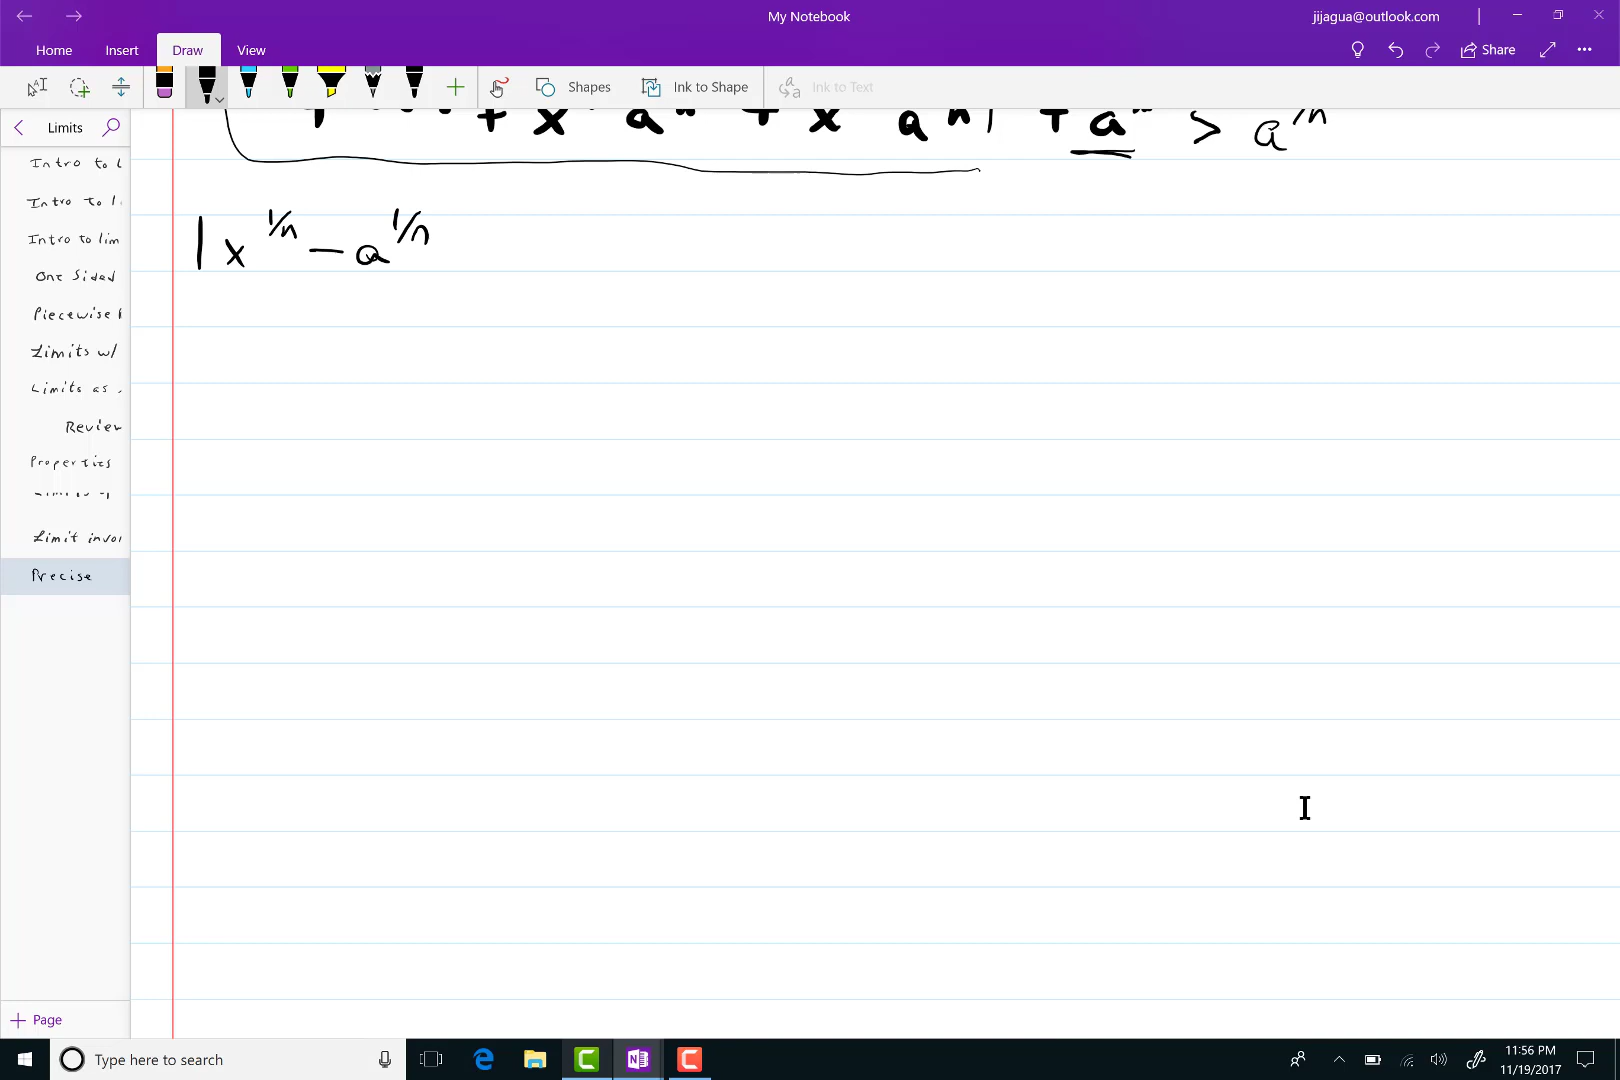 My Notebook
jijagua@outlook.com
Home Insert Draw View
Share
Shapes Ink to Shape Ink to Text
Limits
Intro to L
Intro to l
Intro to lim
One Sided
Piecewise
Limits w/
Limits as
Review
Properties
Limit invol
Precise
Page
+ a > a^1/n
|x^1/n - a^1/n
Type here to search
11:56 PM
11/19/2017